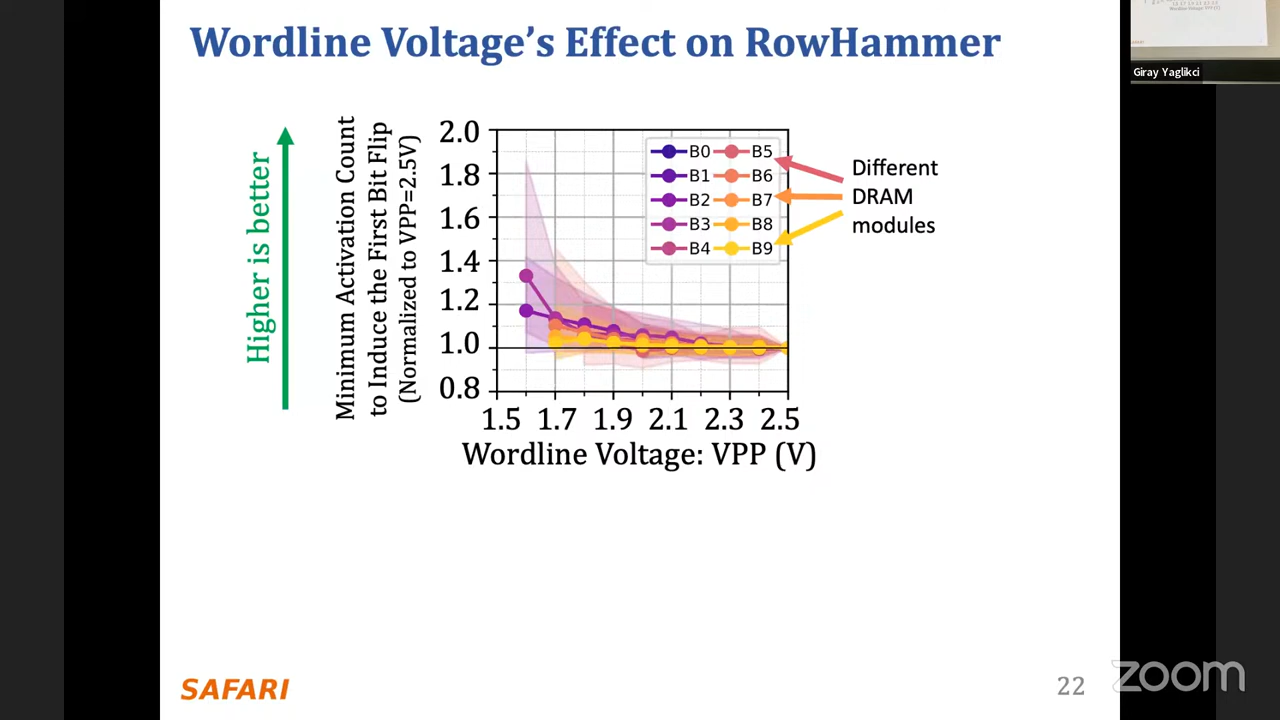 Wordline Voltage's Effect on RowHammer
Giray Yaglikci
Higher is better
Minimum Activation Count
to Induce the First Bit Flip
(Normalized to VPP=2.5V)
2.0
1.8
1.6
1.4
1.2
1.0
0.8
B0 B5
B1 B6
B2 B7
B3 B8
B4 B9
Different
DRAM
modules
1.5 1.7 1.9 2.1 2.3 2.5
Wordline Voltage: VPP (V)
SAFARI
22
zoom